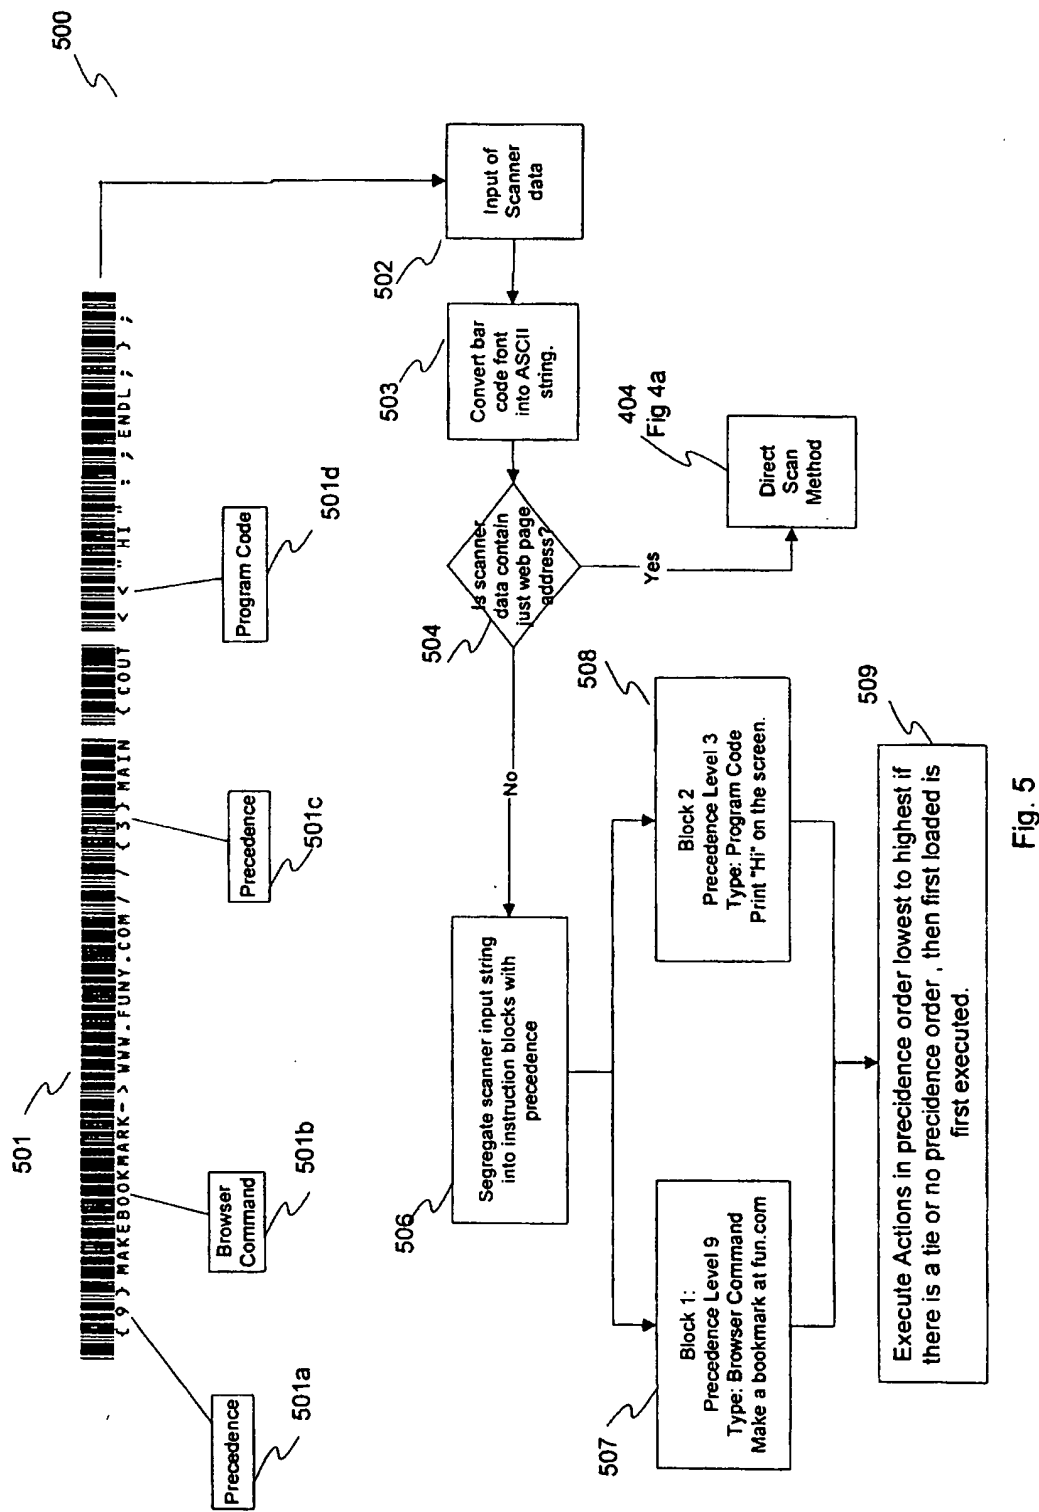 500
501
{9}MAKEBOOKMARK->WWW.FUNY.COM//{3}MAIN {COUT <<"HI":;ENDL;};
Precedence
501a
Browser
Command
501b
Precedence
501c
Program Code
501d
Input of
Scanner
data
502
Convert bar
code font
into ASCII
string.
503
Is scanner
data contain
just web page
address?
504
Yes
No
404
Fig 4a
Direct
Scan
Method
Segregate scanner input string
into instruction blocks with
precedence
506
Block 1:
Precedence Level 9
Type: Browser Command
Make a bookmark at fun.com
507
Block 2
Precedence Level 3
Type: Program Code
Print "Hi" on the screen.
508
Execute Actions in precidence order lowest to highest if
there is a tie or no precidence order , then first loaded is
first executed.
509
Fig. 5